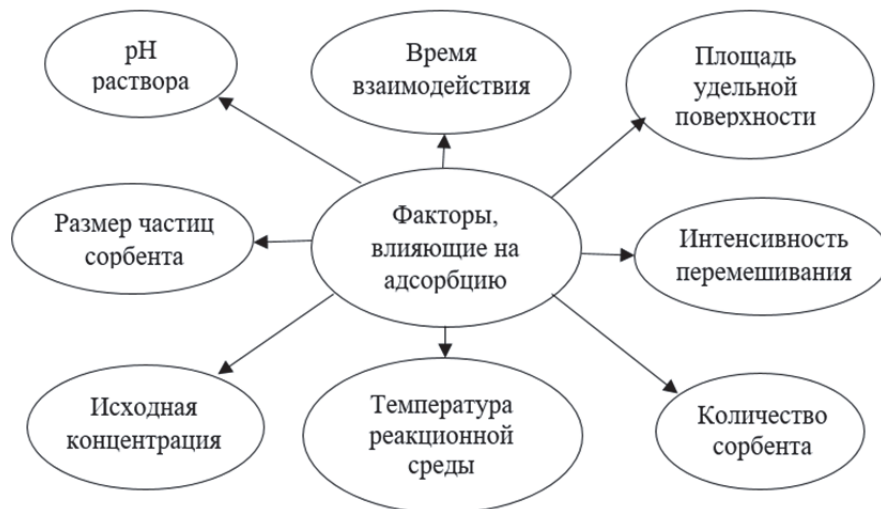 рН
раствора
Время
взаимодействия
Площадь
удельной
поверхности
Размер частиц
сорбента
Факторы,
влияющие на
адсорбцию
Интенсивность
перемешивания
Исходная
концентрация
Температура
реакционной
среды
Количество
сорбента